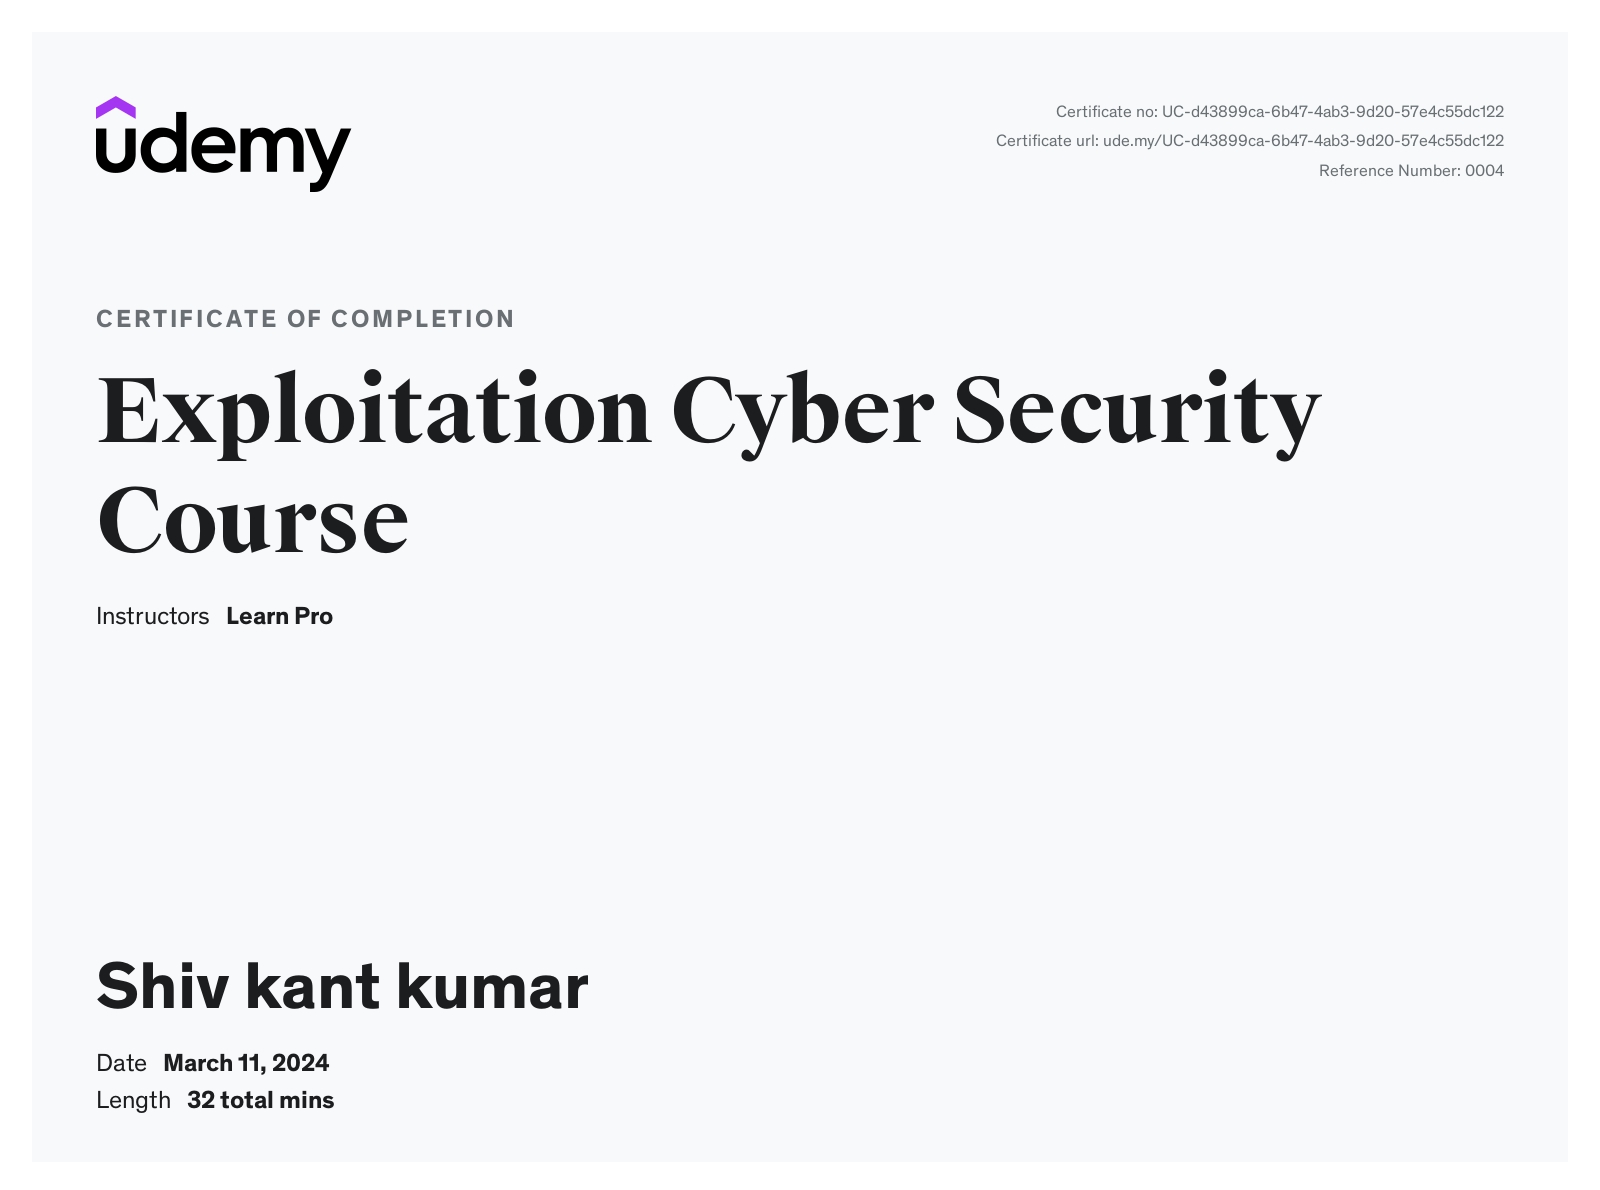 udemy
Certificate no: UC-d43899ca-6b47-4ab3-9d20-57e4c55dc122
Certificate url: ude.my/UC-d43899ca-6b47-4ab3-9d20-57e4c55dc122
Reference Number: 0004
CERTIFICATE OF COMPLETION
Exploitation Cyber Security
Course
Instructors Learn Pro
Shiv kant kumar
Date March 11, 2024
Length 32 total mins